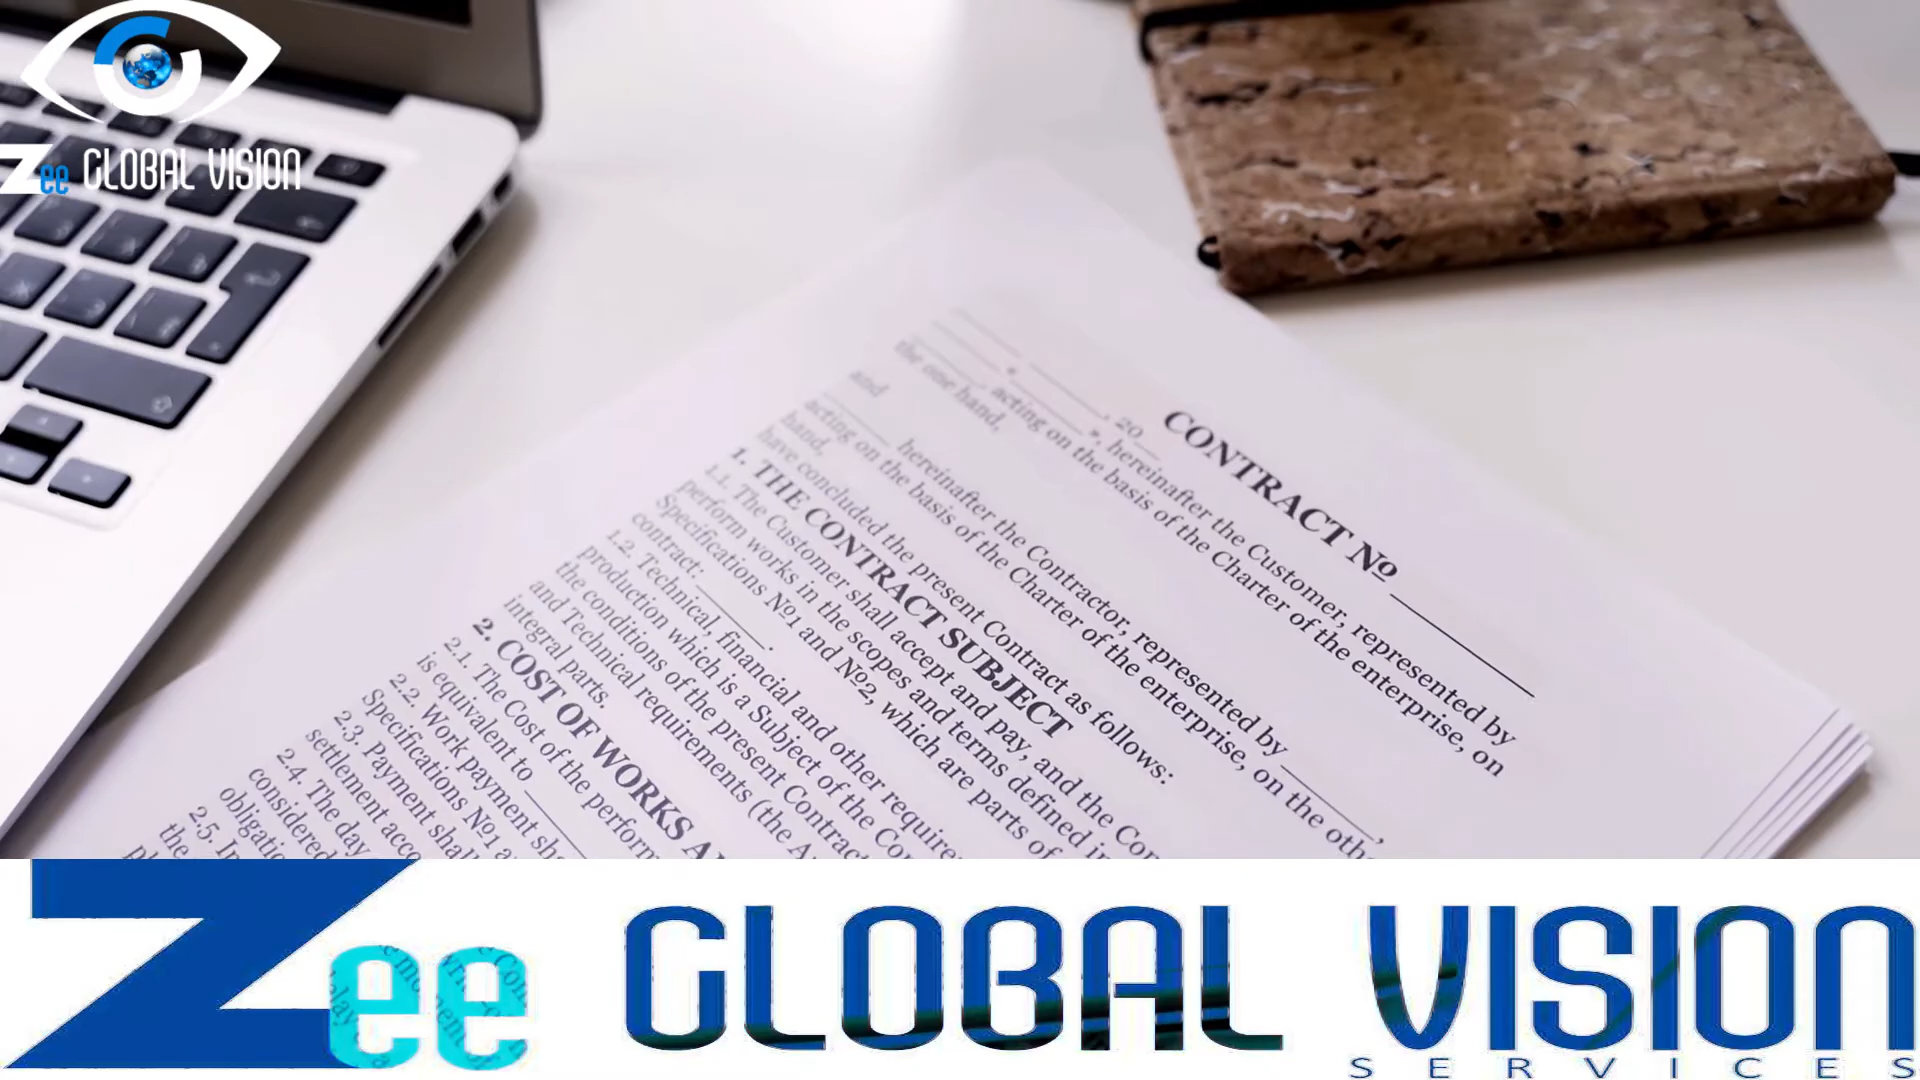 Zee GLOBAL VISION
CONTRACT №
, 20
« », hereinafter the Customer, represented by
acting on the basis of the Charter of the enterprise, on
the one hand,
and
hereinafter the Contractor, represented by
acting on the basis of the Charter of the enterprise, on the oth
hand,
have concluded the present Contract as follows:
1. THE CONTRACT SUBJECT
1.1. The Customer shall accept and pay, and the Con
perform works in the scopes and terms defined in
Specifications №1 and №2, which are parts of
contract:
1.2. Technical, financial and other require
production which is a Subject of the Co
the conditions of the present Contrac
and Technical requirements (the A
integral parts.
2. COST OF WORKS A
2.1. The Cost of the perform
is equivalent to
2.2. Work payment sh
Specifications №1 a
2.3. Payment shal
settlement acco
2.4. The day
considered
obligatio
2.5. In
the
Zee GLOBAL VISION
SERVICES